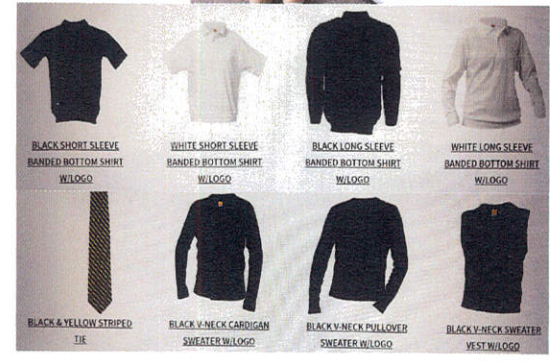 BLACK SHORT SLEEVE
BANDED BOTTOM SHIRT
W/LOGO
WHITE SHORT SLEEVE
BANDED BOTTOM SHIRT
W/LOGO
BLACK LONG SLEEVE
BANDED BOTTOM SHIRT
W/LOGO
WHITE LONG SLEEVE
BANDED BOTTOM SHIRT
W/LOGO
BLACK & YELLOW STRIPED
TIE
BLACK V-NECK CARDIGAN
SWEATER W/LOGO
BLACK V-NECK PULLOVER
SWEATER W/LOGO
BLACK V-NECK SWEATER
VEST W/LOGO